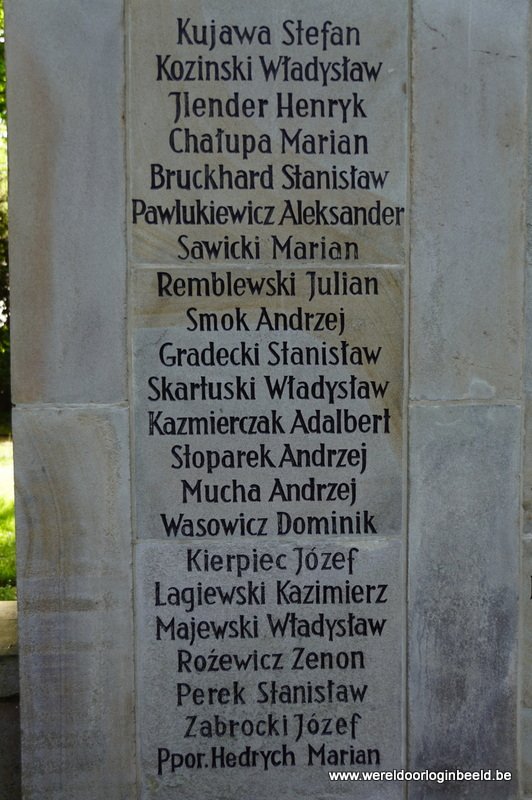 Kujawa Stefan
Kozinski Władysław
Jlender Henryk
Chałupa Marian
Bruckhard Stanisław
Pawlukiewicz Aleksander
Sawicki Marian
Remblewski Julian
Smok Andrzej
Gradecki Stanisław
Skarłuski Władysław
Kazmierczak Adalbert
Słoparek Andrzej
Mucha Andrzej
Wasowicz Dominik
Kierpiec Józef
Lagiewski Kazimierz
Majewski Władysław
Rożewicz Zenon
Perek Stanisław
Zabrocki Józef
Ppor. Hedrych Marian
www.wereldoorloginbeeld.be